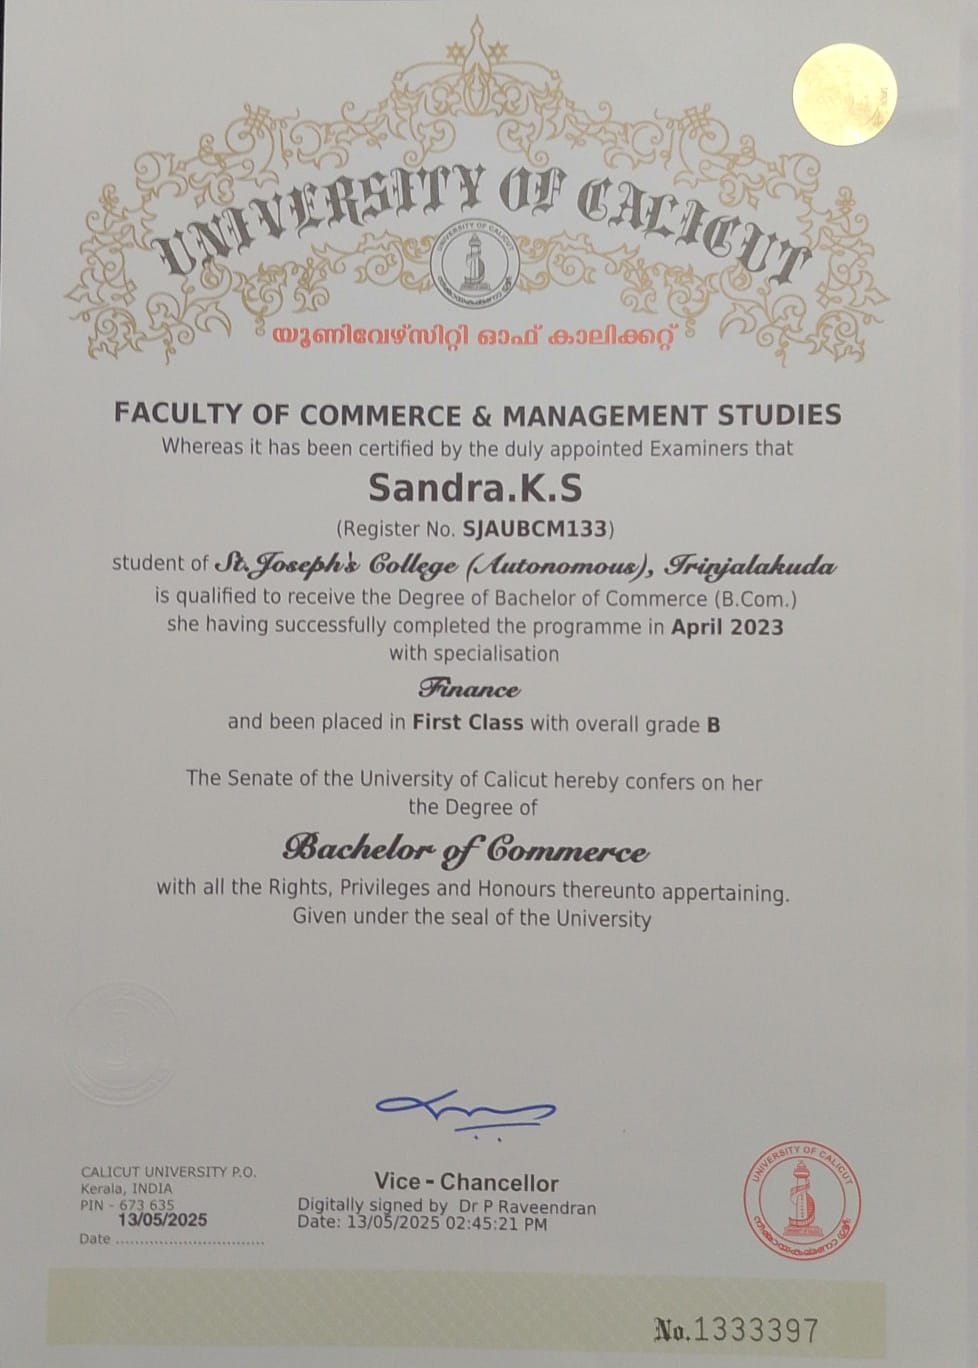 UNIVERSITY OF CALICUT
UNIVERSITY OF CALICUT
യൂണിവേഴ്സിറ്റി ഓഫ് കാലിക്കറ്റ്
FACULTY OF COMMERCE & MANAGEMENT STUDIES
Whereas it has been certified by the duly appointed Examiners that
Sandra.K.S
(Register No. SJAUBCM133)
student of St.Joseph's College (Autonomous), Irinjalakuda
is qualified to receive the Degree of Bachelor of Commerce (B.Com.)
she having successfully completed the programme in April 2023
with specialisation
Finance
and been placed in First Class with overall grade B
The Senate of the University of Calicut hereby confers on her
the Degree of
Bachelor of Commerce
with all the Rights, Privileges and Honours thereunto appertaining.
Given under the seal of the University
CALICUT UNIVERSITY P.O.
Kerala, INDIA
PIN - 673 635
13/05/2025
Date ..............................
Vice - Chancellor
Digitally signed by Dr P Raveendran
Date: 13/05/2025 02:45:21 PM
UNIVERSITY OF CALICUT
No.1333397